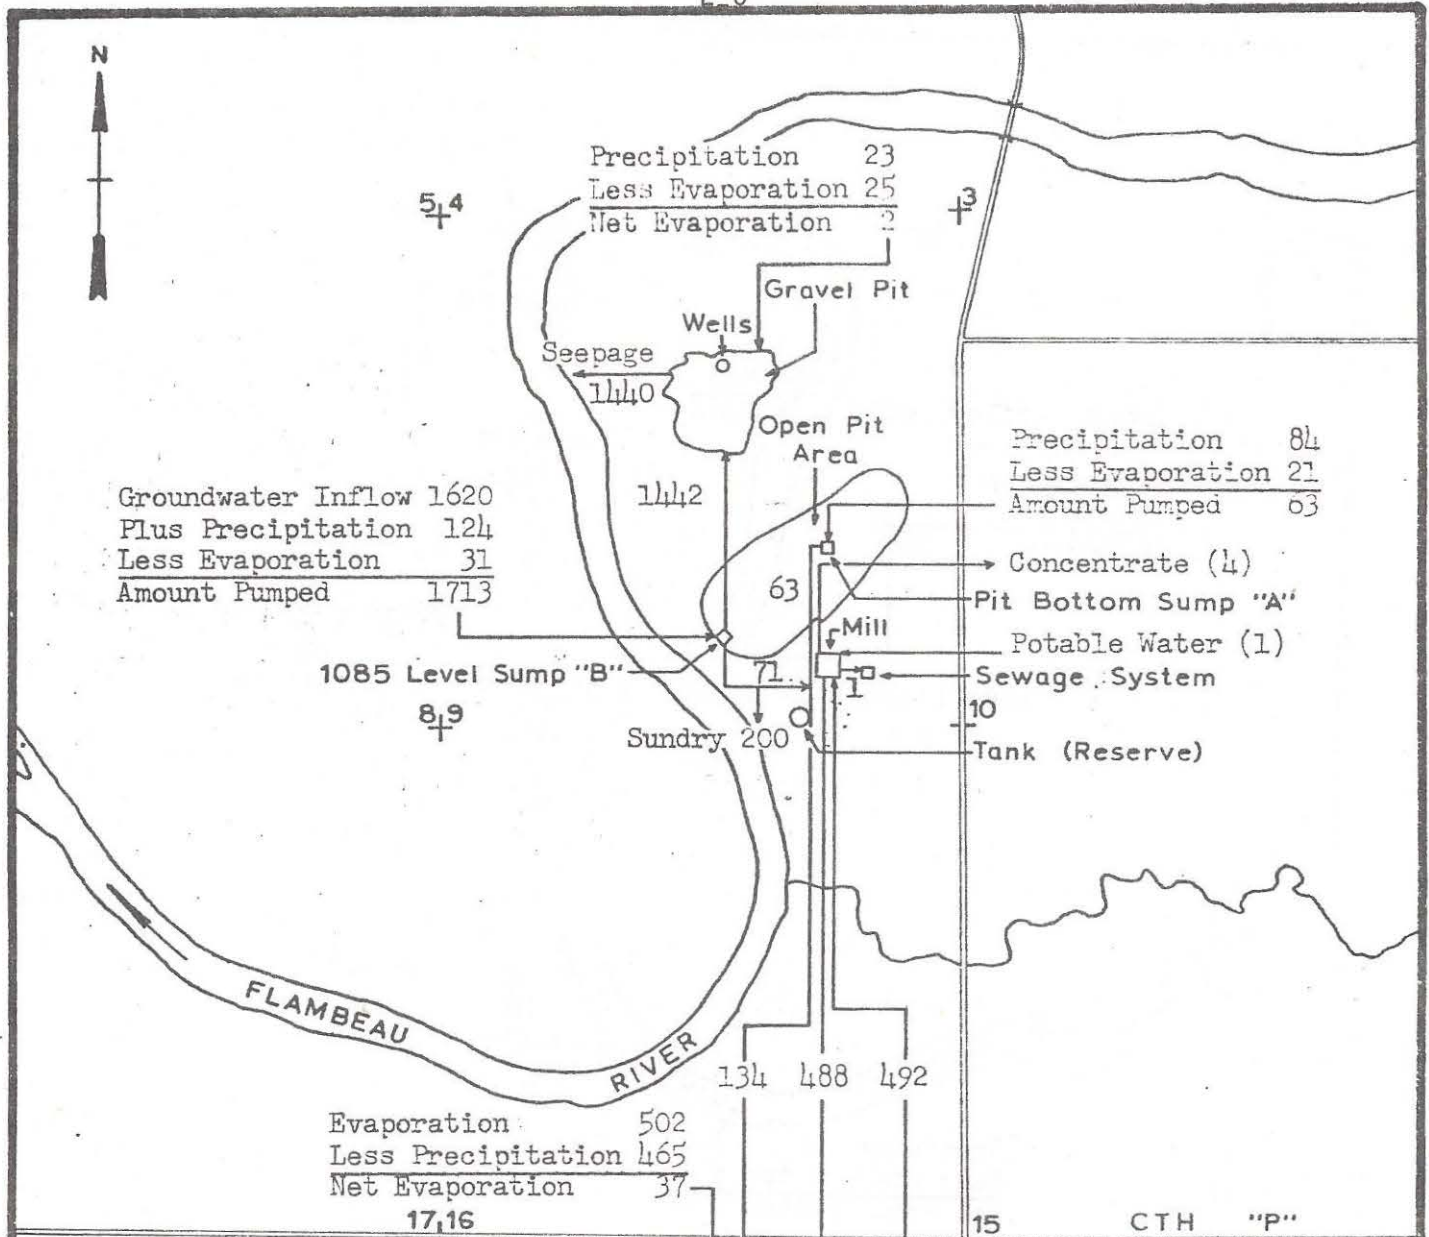 N
Precipitation 23
Less Evaporation 25
Net Evaporation 2
5 4
3
Gravel Pit
Wells
Seepage
1440
Open Pit
Area
Precipitation 84
Less Evaporation 21
Amount Pumped 63
1442
Groundwater Inflow 1620
Plus Precipitation 124
Less Evaporation 31
Amount Pumped 1713
Concentrate (4)
63
Pit Bottom Sump "A"
Mill
Potable Water (1)
1085 Level Sump "B"
71
1
Sewage System
8 9
10
Sundry 200
Tank (Reserve)
FLAMBEAU
RIVER
134 488 492
Evaporation 502
Less Precipitation 465
Net Evaporation 37
17 16
15
CTH "P"